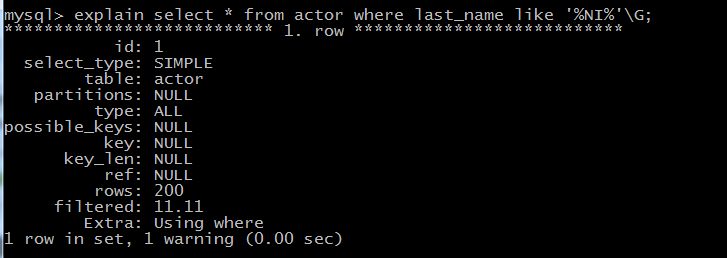 mysql> explain select * from actor where last_name like '%NI%'\G;
*************************** 1. row ***************************
id: 1
select_type: SIMPLE
table: actor
partitions: NULL
type: ALL
possible_keys: NULL
key: NULL
key_len: NULL
ref: NULL
rows: 200
filtered: 11.11
Extra: Using where
1 row in set, 1 warning (0.00 sec)